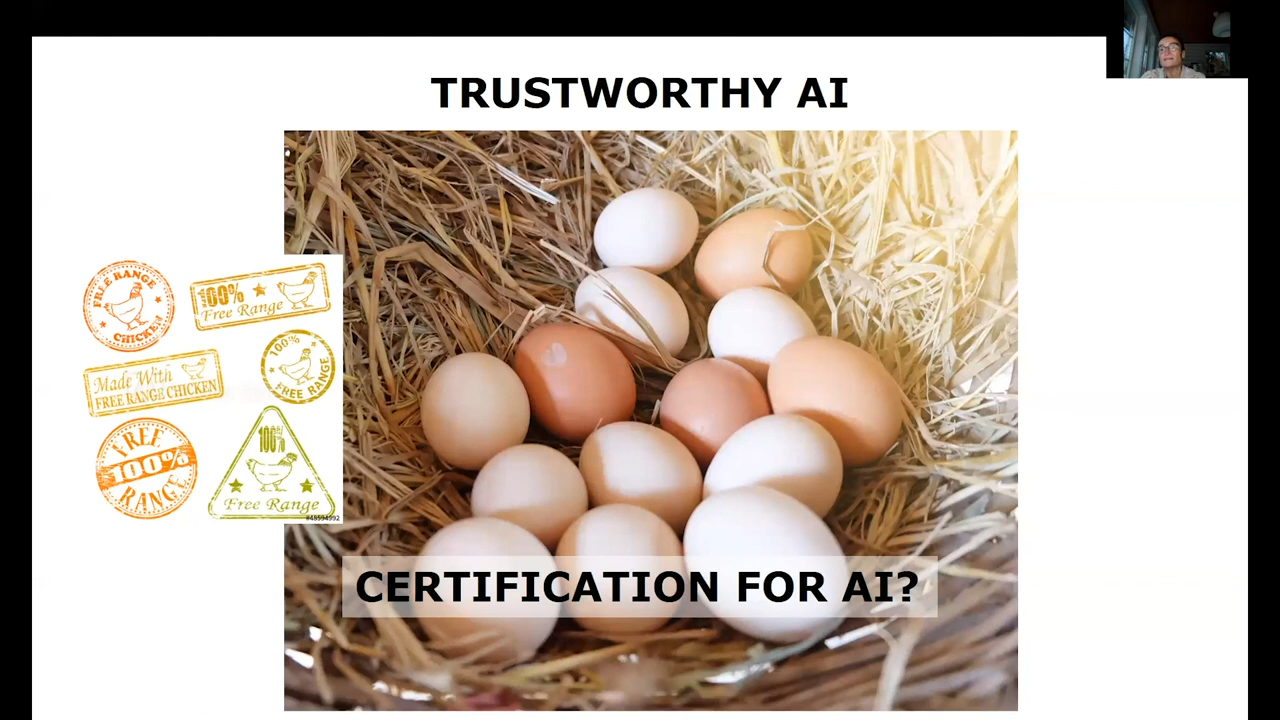 TRUSTWORTHY AI
FREE RANGE
CHICKEN
100%
Free Range
Made With
FREE RANGE CHICKEN
100%
FREE RANGE
FREE
100%
RANGE
100%
Free Range
#48594992
CERTIFICATION FOR AI?